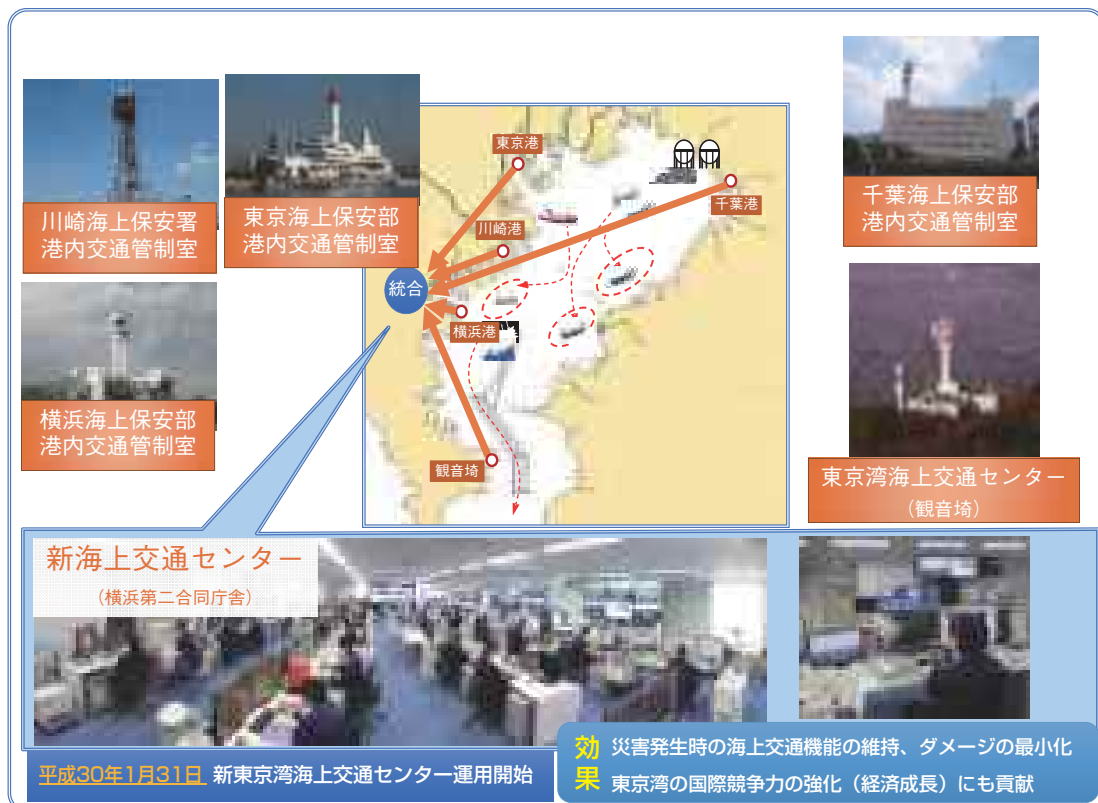 川崎海上保安署
港内交通管制室
東京海上保安部
港内交通管制室
横浜海上保安部
港内交通管制室
東京港
川崎港
千葉港
統合
横浜港
観音埼
千葉海上保安部
港内交通管制室
東京湾海上交通センター
（観音埼）
新海上交通センター
（横浜第二合同庁舎）
平成30年1月31日 新東京湾海上交通センター運用開始
効果
災害発生時の海上交通機能の維持、ダメージの最小化
東京湾の国際競争力の強化（経済成長）にも貢献